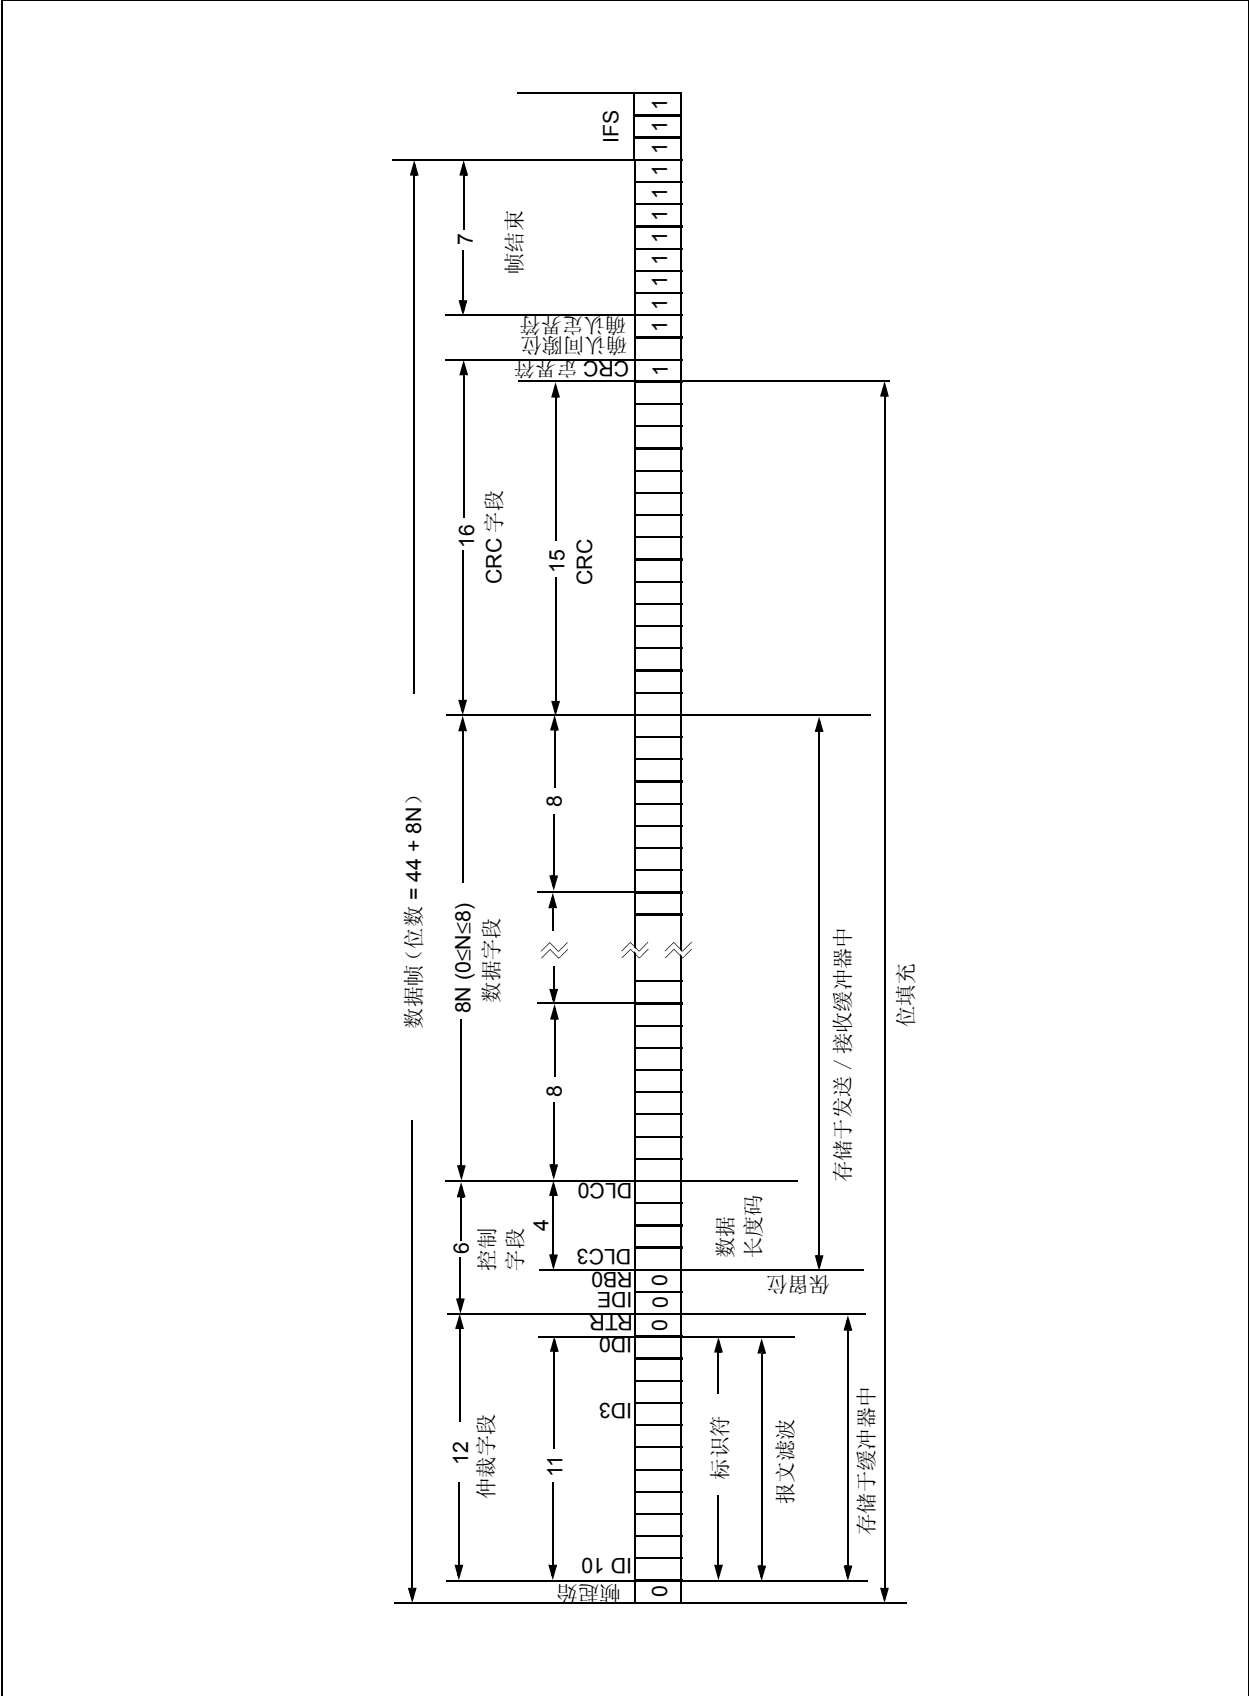 数据帧（位数 = 44 + 8N）
12
仲裁字段
6
控制
字段
8N (0≤N≤8)
数据字段
16
CRC 字段
7
帧结束
IFS
11
4
8
8
15
CRC
帧起始
ID 10
ID3
ID0
RTR
IDE
RB0
DLC3
DLC0
CRC 定界符
确认间隙位
确认定界符
0
0 0 0
1
1 1 1 1 1 1 1 1
1 1 1
标识符
报文滤波
存储于缓冲器中
保留位
数据
长度码
存储于发送 / 接收缓冲器中
位填充